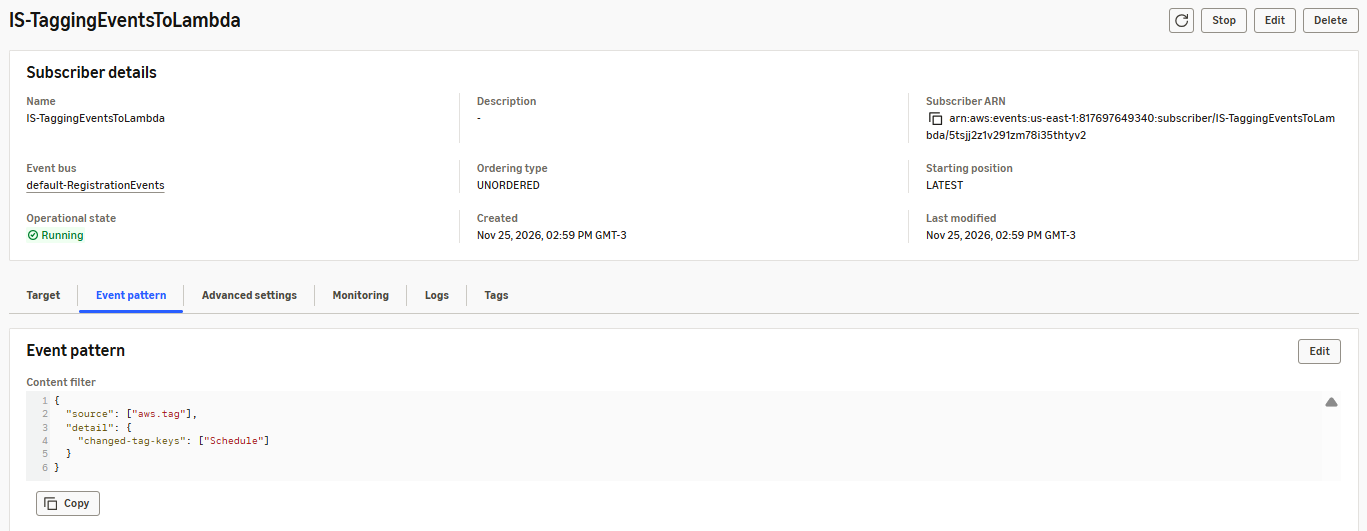 IS-TaggingEventsToLambda
Stop
Edit
Delete
Subscriber details
Name
IS-TaggingEventsToLambda
Description
-
Subscriber ARN
arn:aws:events:us-east-1:817697649340:subscriber/IS-TaggingEventsToLam
bda/5tsjj2z1v291zm78i35thtyv2
Event bus
default-RegistrationEvents
Ordering type
UNORDERED
Starting position
LATEST
Operational state
Running
Created
Nov 25, 2026, 02:59 PM GMT-3
Last modified
Nov 25, 2026, 02:59 PM GMT-3
Target
Event pattern
Advanced settings
Monitoring
Logs
Tags
Event pattern
Edit
Content filter
1 {
2   "source": ["aws.tag"],
3   "detail": {
4     "changed-tag-keys": ["Schedule"]
5   }
6 }
Copy